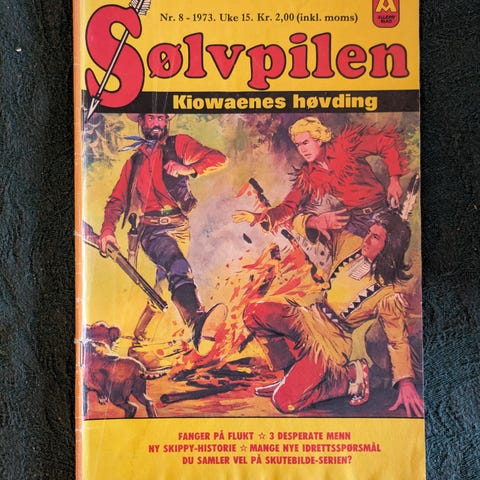 Nr. 8 - 1973. Uke 15. Kr. 2,00 (inkl. moms)
Sølvpilen
Kiowaenes høvding
FANGER PÅ FLUKT ☆ 3 DESPERATE MENN
NY SKIPPY-HISTORIE ☆ MANGE NYE IDRETTSSPØRSMÅL
DU SAMLER VEL PÅ SKUTEBILDE-SERIEN?